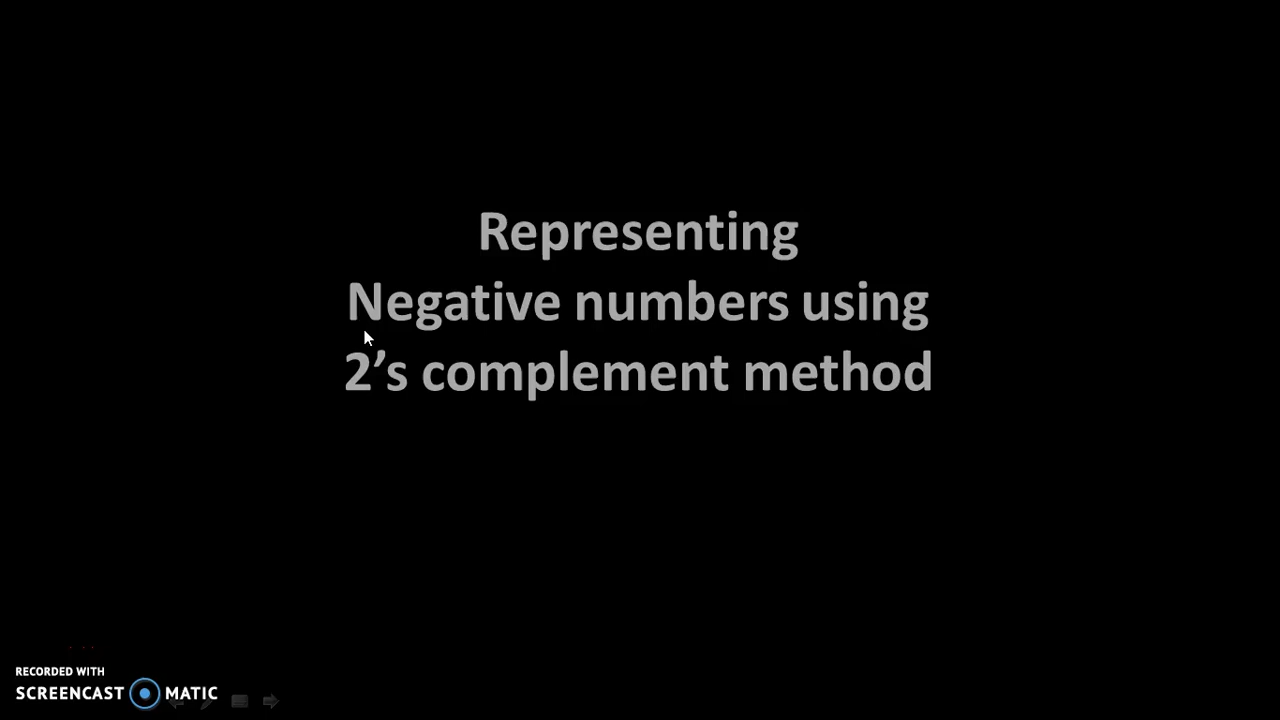 Representing
Negative numbers using
2’s complement method
RECORDED WITH
SCREENCAST MATIC